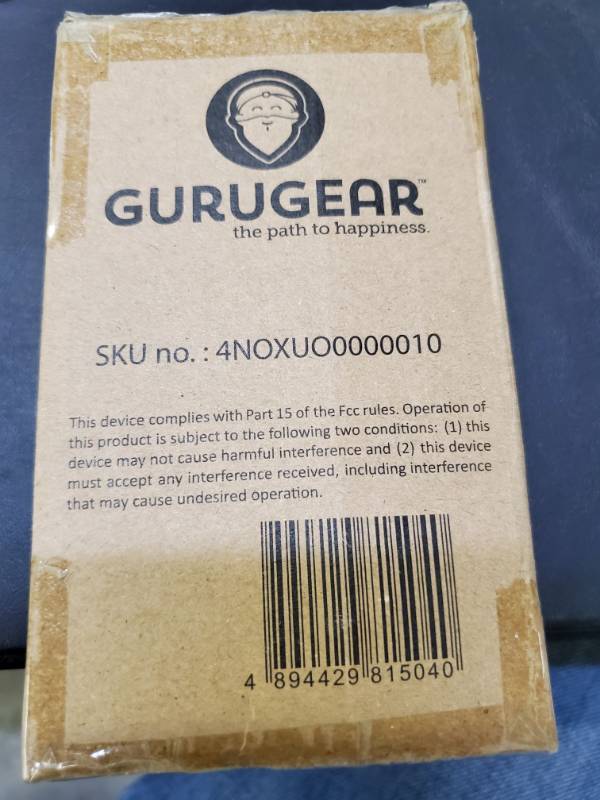 GURUGEAR™
the path to happiness.
SKU no. : 4NOXUO0000010
This device complies with Part 15 of the Fcc rules. Operation of
this product is subject to the following two conditions: (1) this
device may not cause harmful interference and (2) this device
must accept any interference received, including interference
that may cause undesired operation.
4 894429 815040